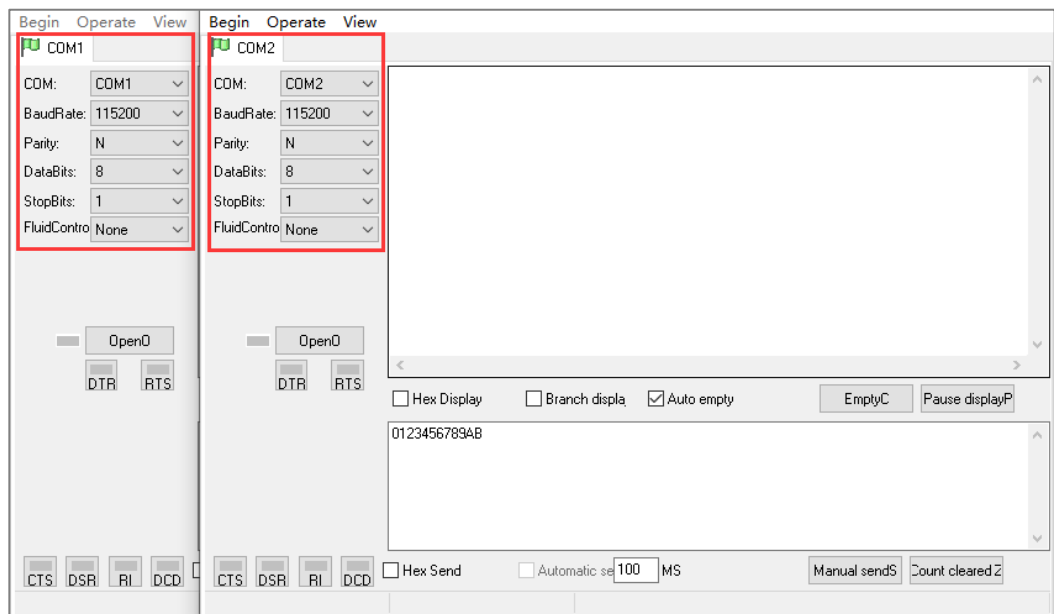 Begin Operate View
COM1
COM: COM1
BaudRate: 115200
Parity: N
DataBits: 8
StopBits: 1
FluidContro None
OpenO
DTR RTS
CTS DSR RI DCD
Begin Operate View
COM2
COM: COM2
BaudRate: 115200
Parity: N
DataBits: 8
StopBits: 1
FluidContro None
OpenO
DTR RTS
CTS DSR RI DCD
Hex Display Branch displa Auto empty EmptyC Pause displayP
0123456789AB
Hex Send Automatic se 100 MS Manual sendS Count cleared Z